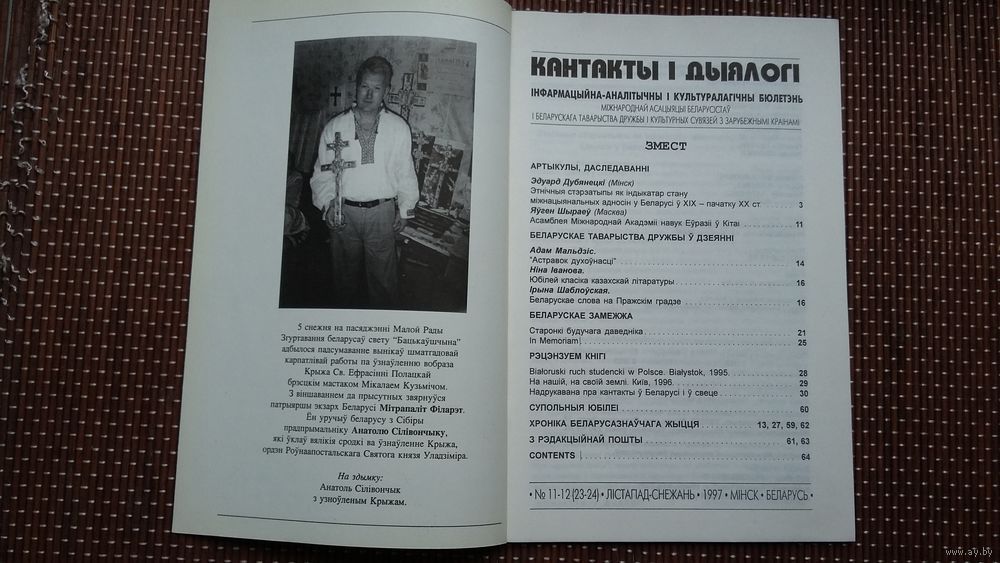 5 снежня на пасяджэнні Малой Рады
Згуртавання беларусаў свету "Бацькаўшчына"
адбылося падсумаванне вынікаў шматгадовай
карпатлівай работы па ўзнаўленню вобраза
Крыжа Св. Ефрасінні Полацкай
брэсцкім мастаком Мікалаем Кузьмічом.
З віншаваннем да прысутных звярнуўся
патрыяршы экзарх Беларусі Мітрапаліт Філарэт.
Ён уручыў беларусу з Сібіры
прадпрымальніку Анатолю Сілівончыку,
які ўклаў вялікія сродкі ва ўзнаўленне Крыжа,
ордэн Роўнаапостальскага Святога князя Уладзіміра.
На здымку:
Анатоль Сілівончык
з узноўленым Крыжам.
КАНТАКТЫ І ДЫЯЛОГІ
ІНФАРМАЦЫЙНА-АНАЛІТЫЧНЫ І КУЛЬТУРАЛАГІЧНЫ БЮЛЕТЭНЬ
МІЖНАРОДНАЙ АСАЦЫЯЦЫІ БЕЛАРУСІСТАЎ
І БЕЛАРУСКАГА ТАВАРЫСТВА ДРУЖБЫ І КУЛЬТУРНЫХ СУВЯЗЕЙ З ЗАРУБЕЖНЫМІ КРАІНАМІ
ЗМЕСТ
АРТЫКУЛЫ, ДАСЛЕДАВАННІ
Эдуард Дубянецкі (Мінск)
Этнічныя стэрэатыпы як індыкатар стану
міжнацыянальных адносін у Беларусі ў XIX – пачатку XX ст. 3
Яўген Шыраеў (Масква)
Асамблея Міжнароднай Акадэміі навук Еўразіі ў Кітаі 11
БЕЛАРУСКАЕ ТАВАРЫСТВА ДРУЖБЫ Ў ДЗЕЯННІ
Адам Мальдзіс.
"Астравок духоўнасці" 14
Ніна Іванова.
Юбілей класіка казахскай літаратуры 16
Ірына Шаблоўская.
Беларускае слова на Пражскім градзе 16
БЕЛАРУСКАЕ ЗАМЕЖЖА
Старонкі будучага даведніка 21
In Memoriam 25
РЭЦЭНЗУЕМ КНІГІ
Białoruski ruch studencki w Polsce. Białystok, 1995. 28
На нашій, на своїй землі. Київ, 1996. 29
Надрукавана пра кантакты ў Беларусі і ў свеце 30
СУПОЛЬНЫЯ ЮБІЛЕІ 60
ХРОНІКА БЕЛАРУСАЗНАЎЧАГА ЖЫЦЦЯ 13, 27, 59, 62
З РЭДАКЦЫЙНАЙ ПОШТЫ 61, 63
CONTENTS 64
• № 11-12 (23-24) • ЛІСТАПАД-СНЕЖАНЬ • 1997 • МІНСК • БЕЛАРУСЬ •
www.ay.by